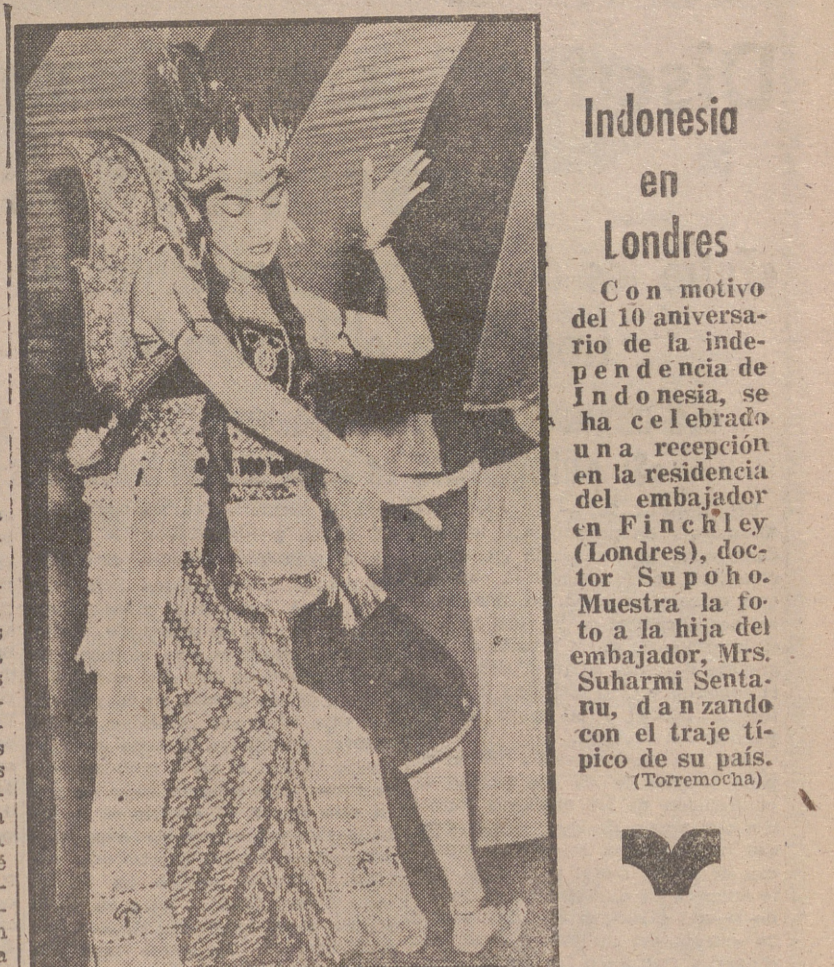 Indonesia
en
Londres
Con motivo
del 10 aniversa-
rio de la inde-
pendencia de
Indonesia, se
ha celebrado
una recepción
en la residencia
del embajador
en Finchley
(Londres), doc-
tor Supoho.
Muestra la fo-
to a la hija del
embajador, Mrs.
Suharmi Senta-
nu, danzando
con el traje tí-
pico de su país.
(Torremocha)